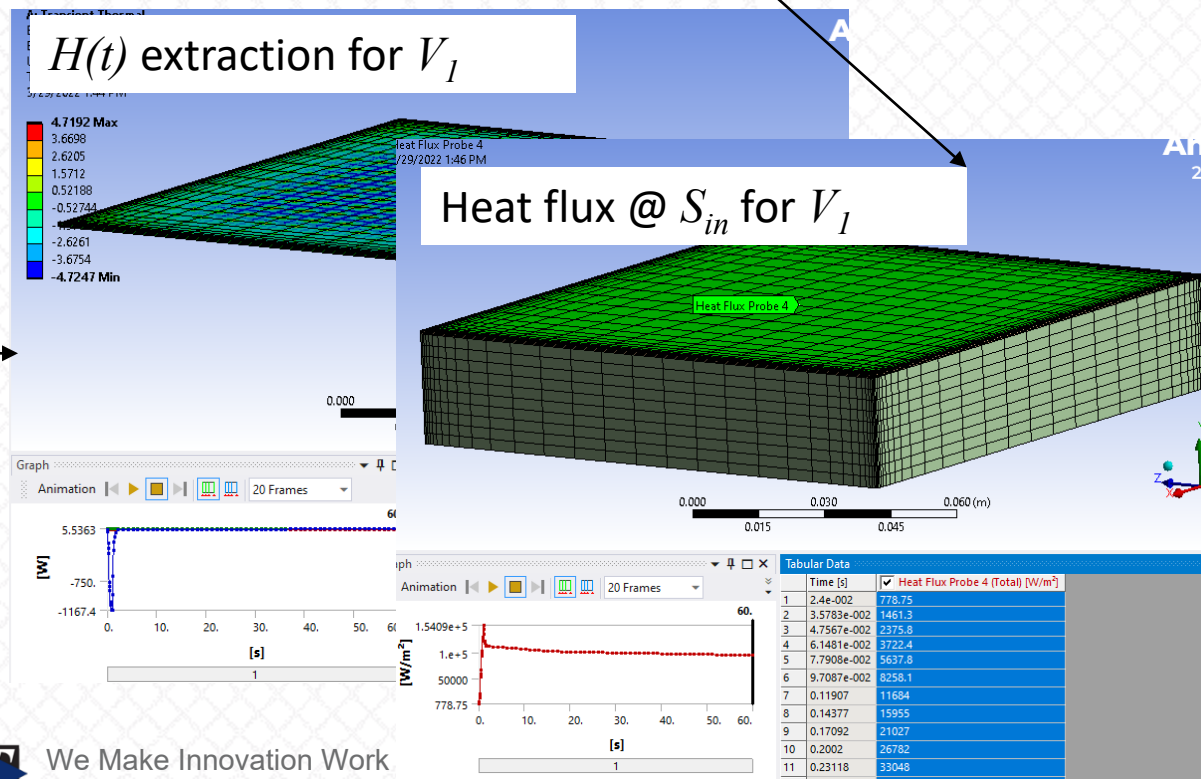 A: Transient Thermal
H(t) extraction for V1
3/29/2022 1:44 PM
4.7192 Max
3.6698
2.6205
1.5712
0.52188
-0.52744
-2.6261
-3.6754
-4.7247 Min
0.000
Graph
Animation 20 Frames
5.5363
[W]
-750.
-1167.4
0. 10. 20. 30. 40. 50.
[s]
1
Heat Flux Probe 4
/29/2022 1:46 PM
Heat flux @ Sin for V1
Heat Flux Probe 4
0.000 0.030 0.060 (m)
0.015 0.045
Y
Z
X
Animation 20 Frames
60.
1.5409e+5
1.e+5
[W/m²]
50000
778.75
0. 10. 20. 30. 40. 50. 60.
[s]
1
Tabular Data
Time [s] Heat Flux Probe 4 (Total) [W/m²]
1 2.4e-002 778.75
2 3.5783e-002 1461.3
3 4.7567e-002 2375.8
4 6.1481e-002 3722.4
5 7.7908e-002 5637.8
6 9.7087e-002 8258.1
7 0.11907 11684
8 0.14377 15955
9 0.17092 21027
10 0.2002 26782
11 0.23118 33048
We Make Innovation Work